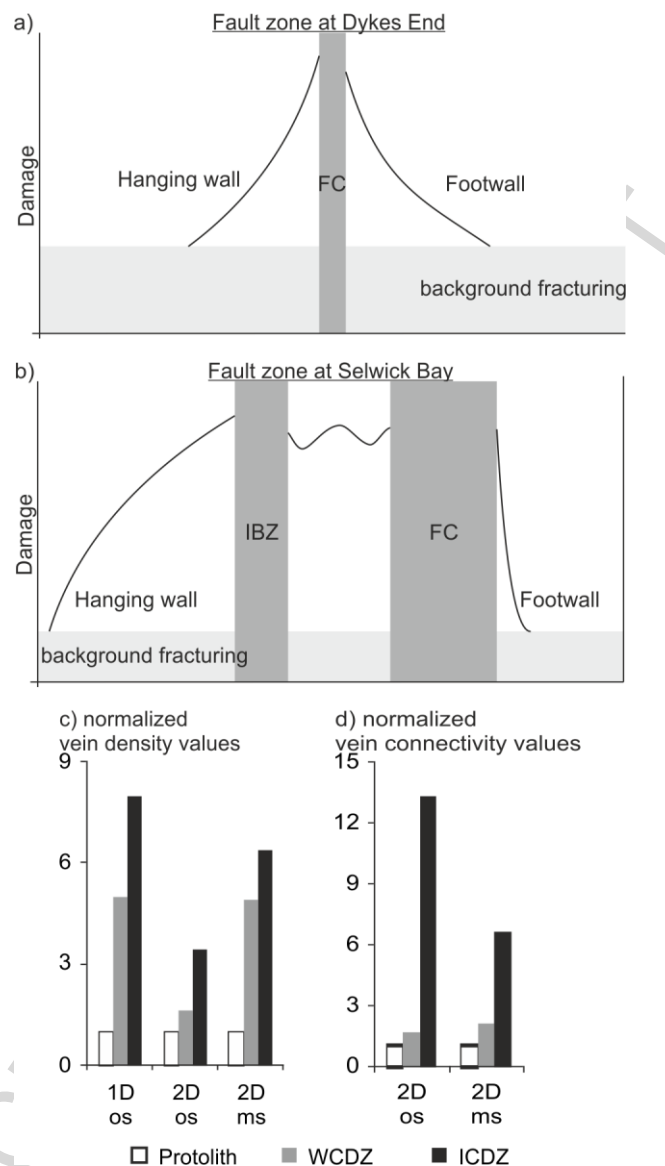 a)
Fault zone at Dykes End
Damage
Hanging wall
FC
Footwall
background fracturing
b)
Fault zone at Selwick Bay
Damage
IBZ
FC
Hanging wall
Footwall
background fracturing
c) normalized
vein density values
9
6
3
0
1D
os
2D
os
2D
ms
d) normalized
vein connectivity values
15
12
9
6
3
0
2D
os
2D
ms
Protolith WCDZ ICDZ